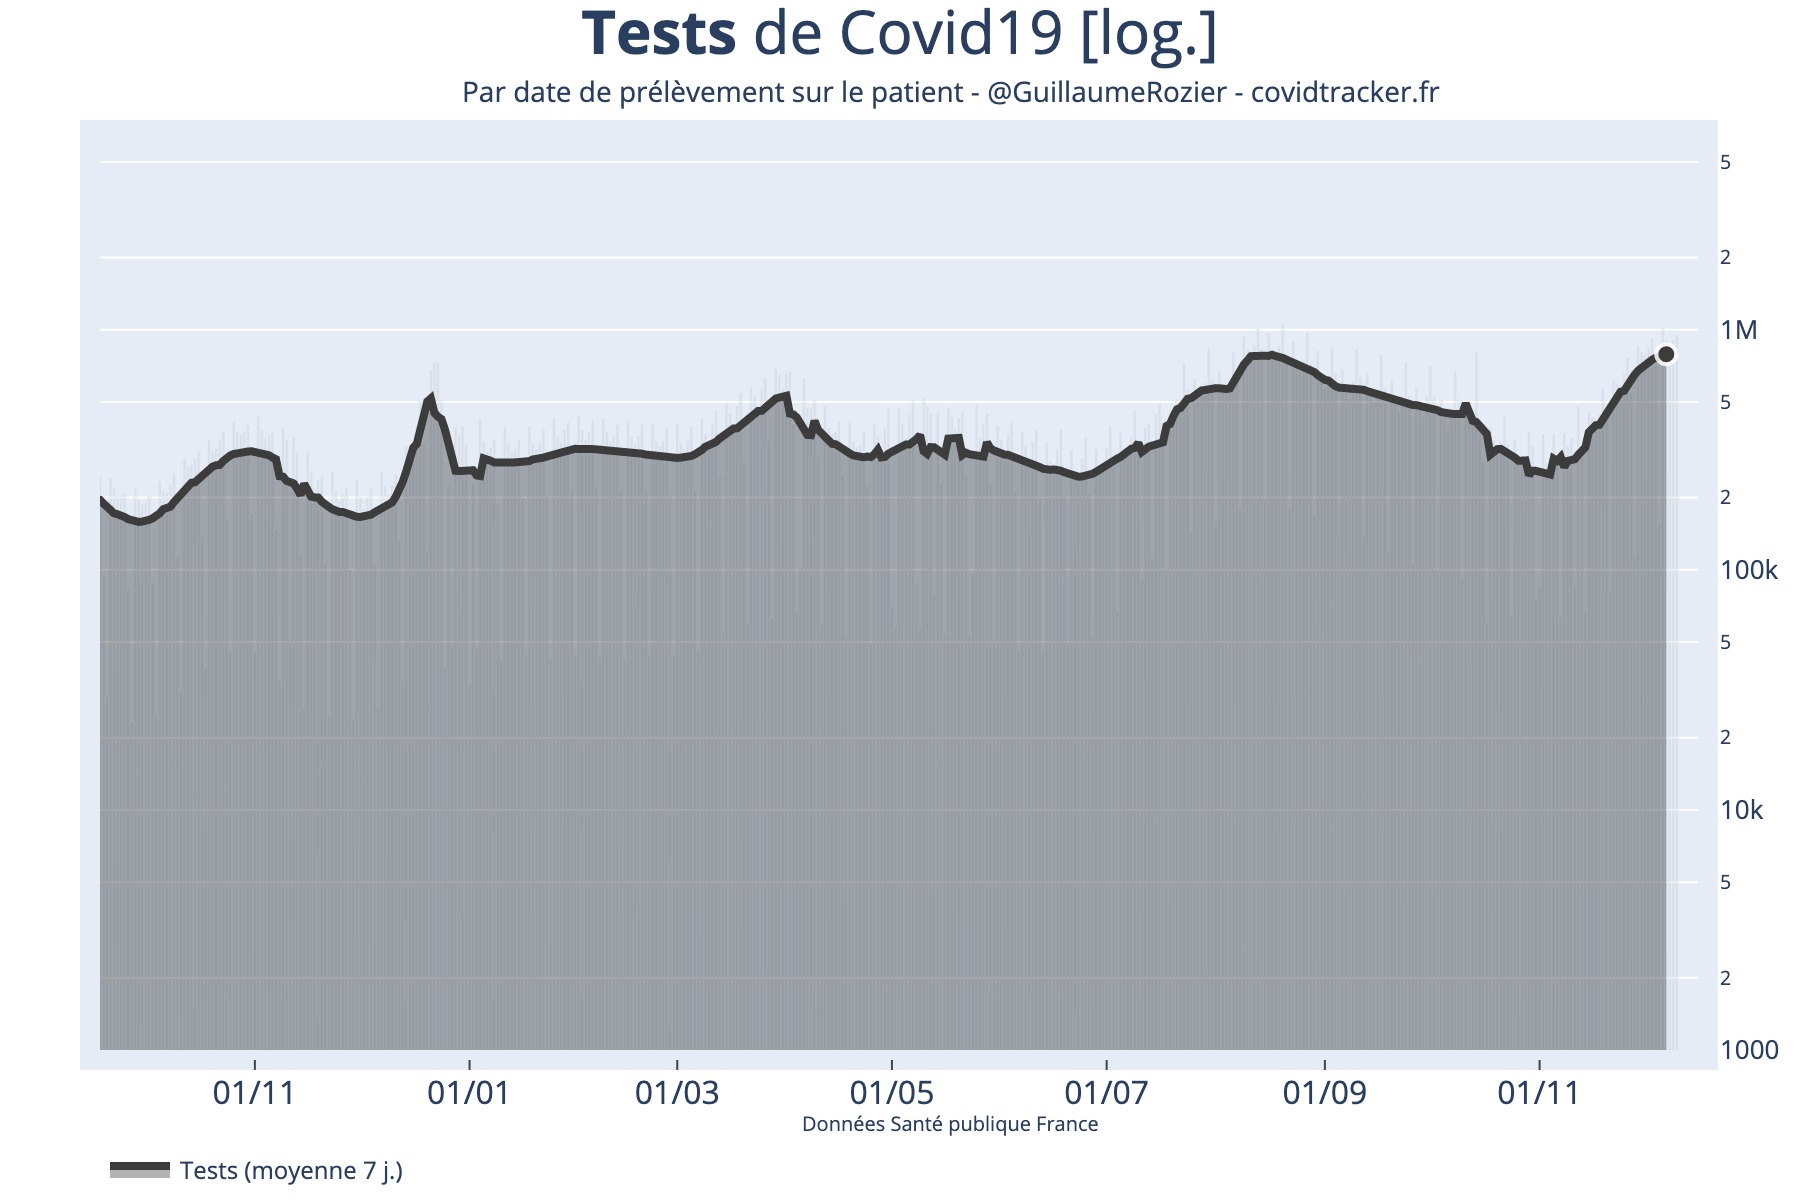 Tests de Covid19 [log.]
Par date de prélèvement sur le patient - @GuillaumeRozier - covidtracker.fr
5
2
1M
5
2
100k
5
2
10k
5
2
1000
01/11
01/01
01/03
01/05
01/07
01/09
01/11
Données Santé publique France
Tests (moyenne 7 j.)